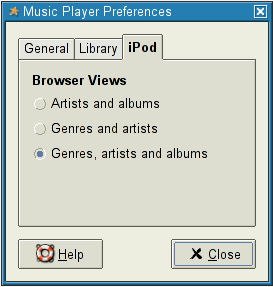 Music Player Preferences
General Library iPod
Browser Views
Artists and albums
Genres and artists
Genres, artists and albums
Help Close